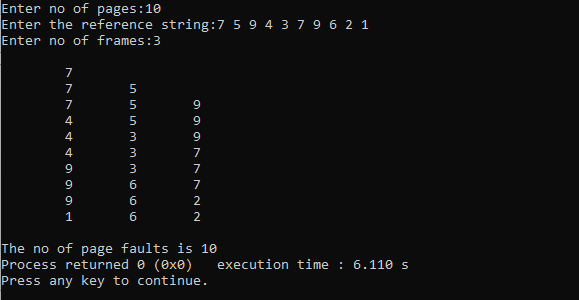 Enter no of pages:10
Enter the reference string:7 5 9 4 3 7 9 6 2 1
Enter no of frames:3
7
7 5
7 5 9
4 5 9
4 3 9
4 3 7
9 3 7
9 6 7
9 6 2
1 6 2
The no of page faults is 10
Process returned 0 (0x0) execution time : 6.110 s
Press any key to continue.